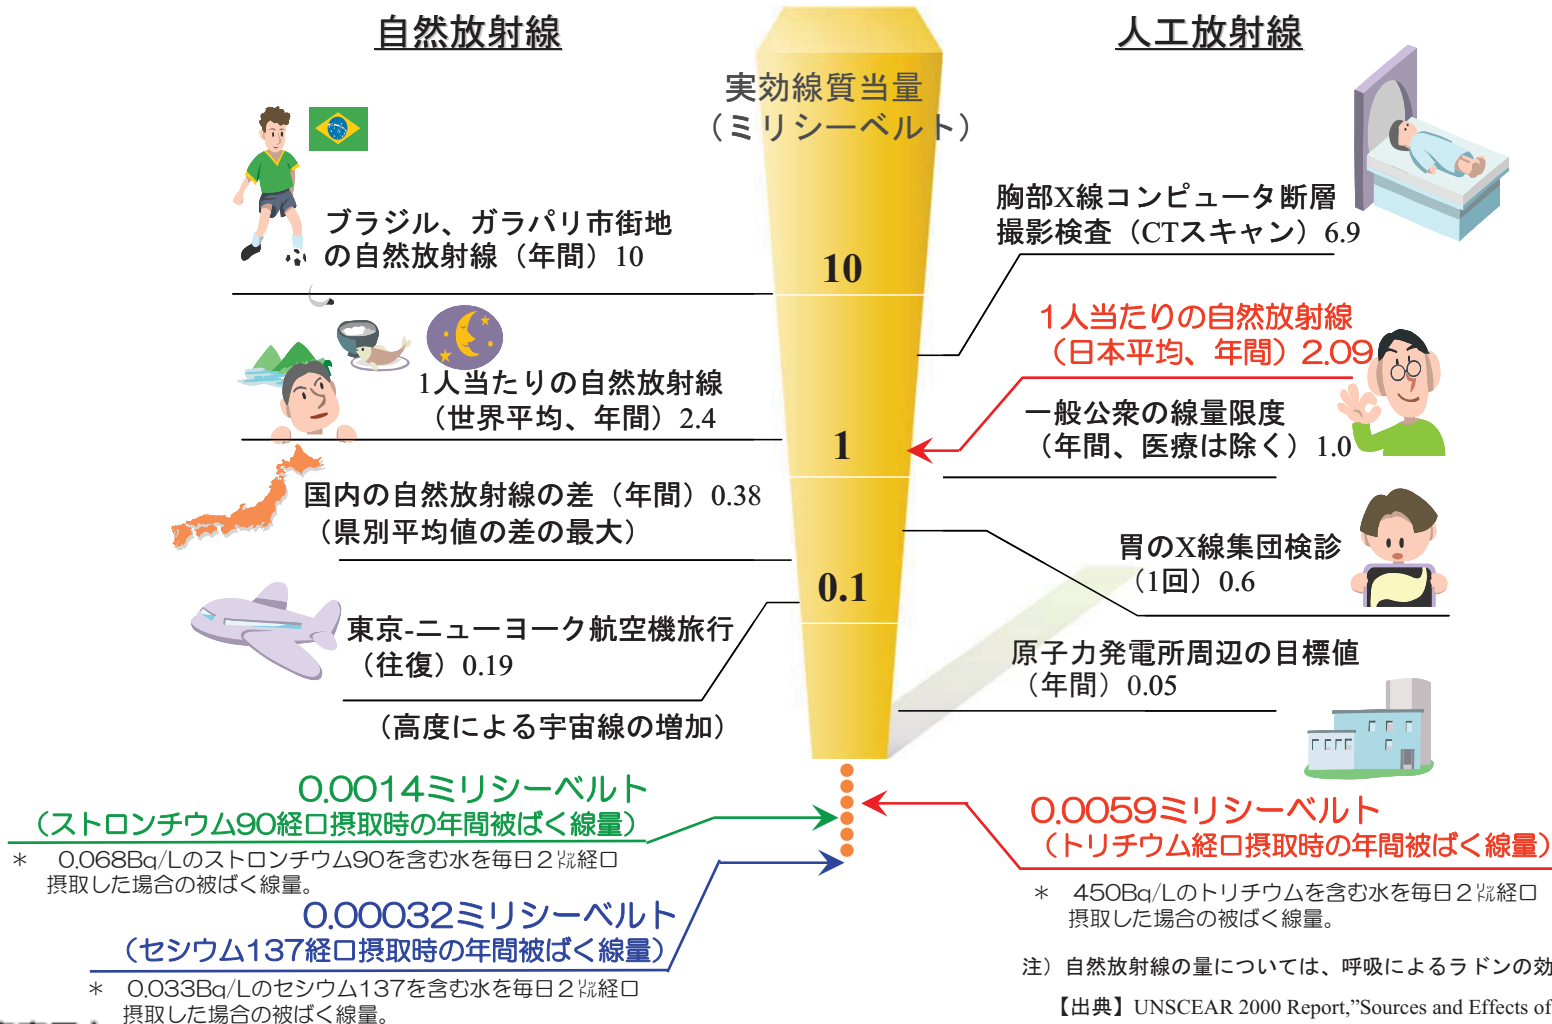 自然放射線
人工放射線
実効線質当量
（ミリシーベルト）
ブラジル、ガラパリ市街地
の自然放射線（年間）10
胸部X線コンピュータ断層
撮影検査（CTスキャン）6.9
10
1人当たりの自然放射線
（日本平均、年間）2.09
1人当たりの自然放射線
（世界平均、年間）2.4
一般公衆の線量限度
（年間、医療は除く）1.0
1
国内の自然放射線の差（年間）0.38
（県別平均値の差の最大）
胃のX線集団検診
（1回）0.6
0.1
東京-ニューヨーク航空機旅行
（往復）0.19
（高度による宇宙線の増加）
原子力発電所周辺の目標値
（年間）0.05
0.0014ミリシーベルト
（ストロンチウム90経口摂取時の年間被ばく線量）
＊　0.068Bq/Lのストロンチウム90を含む水を毎日2㍑経口
摂取した場合の被ばく線量。
0.0059ミリシーベルト
（トリチウム経口摂取時の年間被ばく線量）
＊　450Bq/Lのトリチウムを含む水を毎日2㍑経口
摂取した場合の被ばく線量。
0.00032ミリシーベルト
（セシウム137経口摂取時の年間被ばく線量）
＊　0.033Bq/Lのセシウム137を含む水を毎日2㍑経口
摂取した場合の被ばく線量。
注）自然放射線の量については、呼吸によるラドンの効
【出典】UNSCEAR 2000 Report,”Sources and Effects of